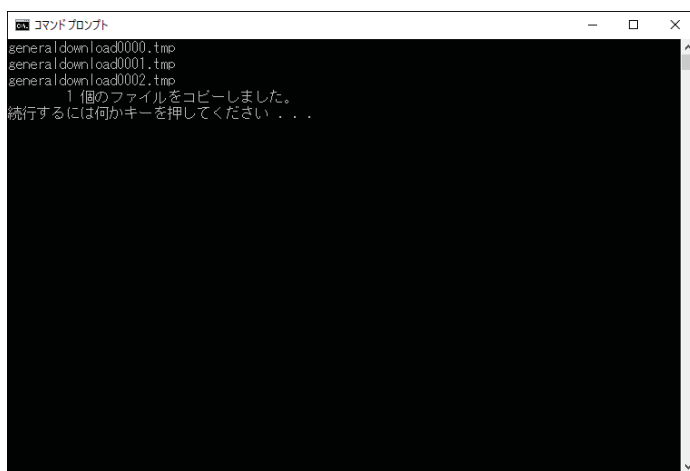 コマンド プロンプト
generaldownload0000.tmp
generaldownload0001.tmp
generaldownload0002.tmp
1 個のファイルをコピーしました。
続行するには何かキーを押してください . . .